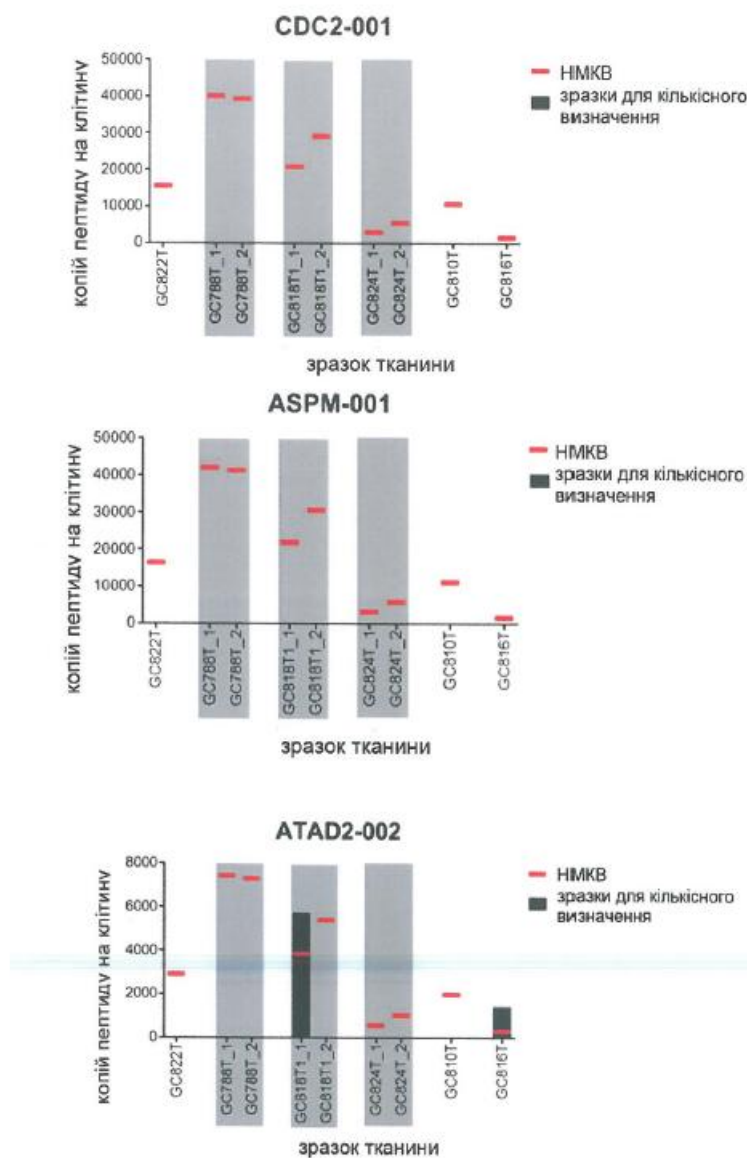 CDC2-001
копій пептиду на клітину
50000
40000
30000
20000
10000
0
GC822T
GC788T_1
GC788T_2
GC818T1_1
GC818T1_2
GC824T_1
GC824T_2
GC810T
GC816T
зразок тканини
НМКВ
зразки для кількісного
визначення
ASPM-001
копій пептиду на клітину
50000
40000
30000
20000
10000
0
GC822T
GC788T_1
GC788T_2
GC818T1_1
GC818T1_2
GC824T_1
GC824T_2
GC810T
GC816T
зразок тканини
НМКВ
зразки для кількісного
визначення
ATAD2-002
копій пептиду на клітину
8000
6000
4000
2000
0
GC822T
GC788T_1
GC788T_2
GC818T1_1
GC818T1_2
GC824T_1
GC824T_2
GC810T
GC816T
зразок тканини
НМКВ
зразки для кількісного
визначення